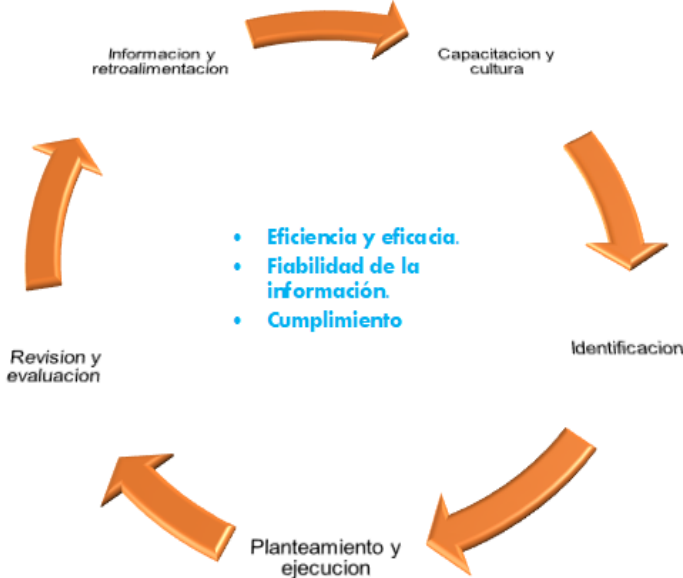 Informacion y
retroalimentacion
Capacitacion y
cultura
• Eficiencia y eficacia.
• Fiabilidad de la
información.
• Cumplimiento
Identificacion
Revision y
evaluacion
Planteamiento y
ejecucion